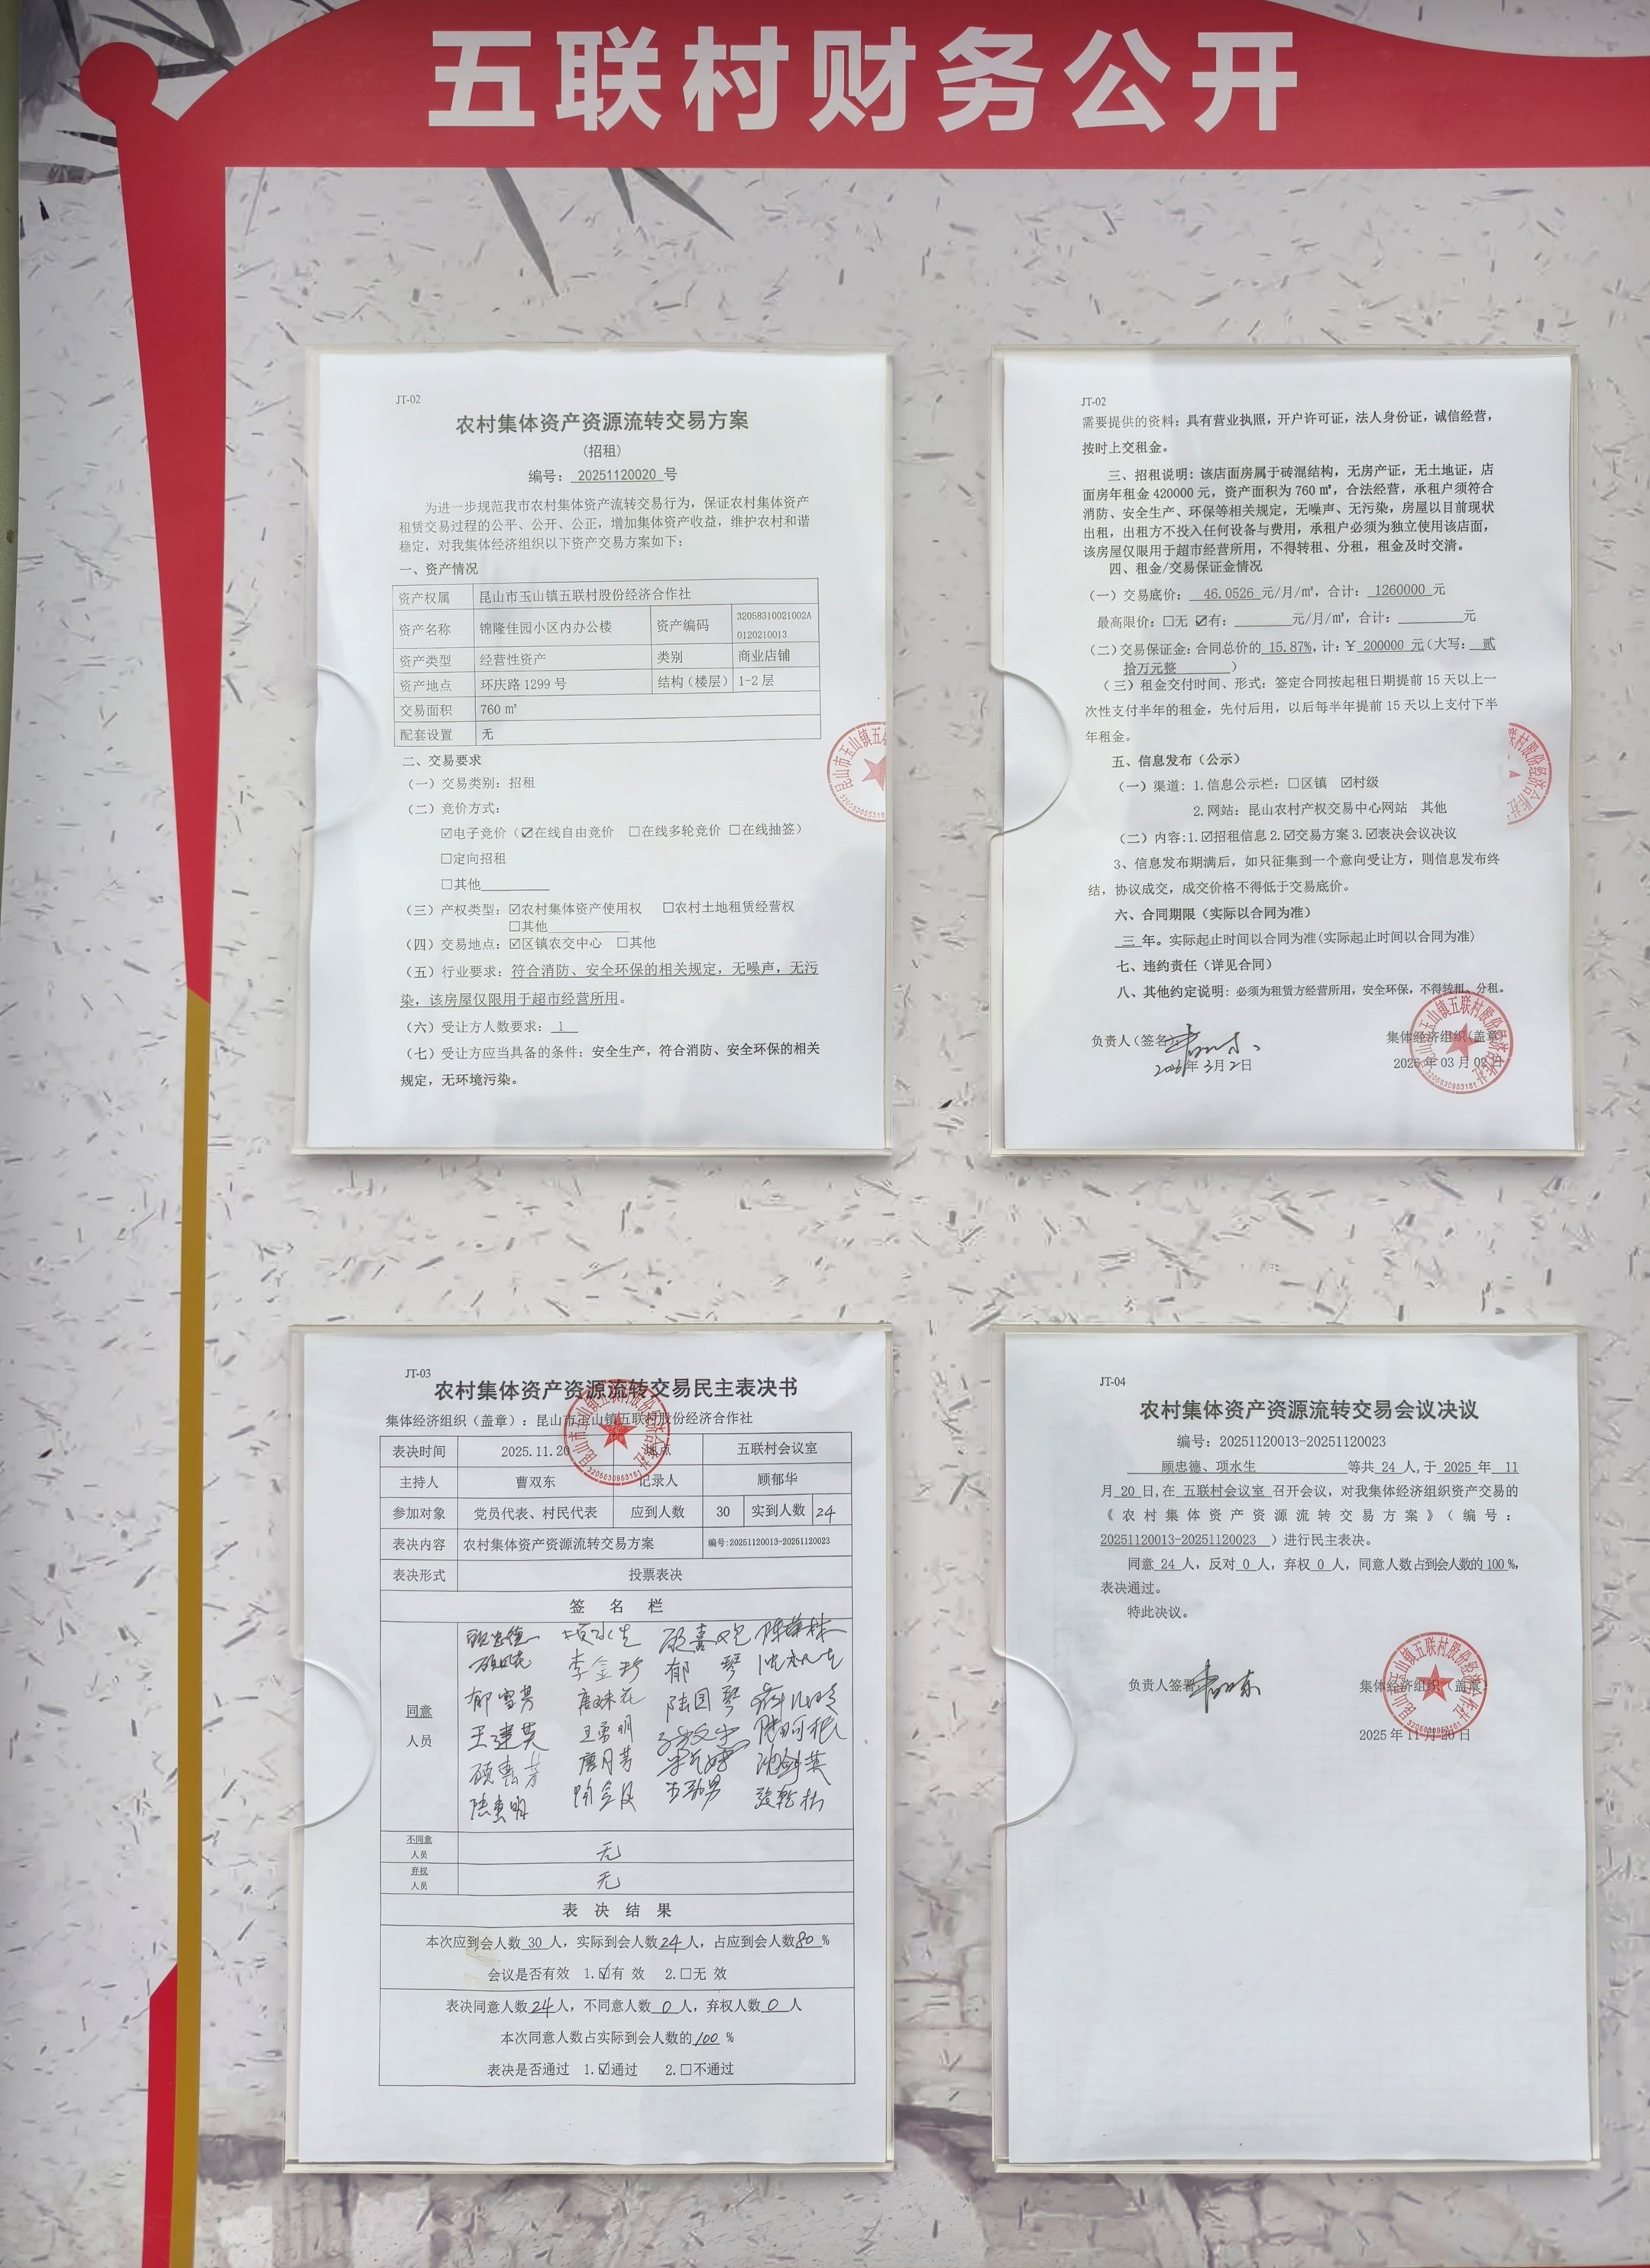 五联村财务公开
JT-02
农村集体资产资源流转交易方案
(招租)
编号：20251120020 号
为进一步规范我市农村集体资产流转交易行为，保证农村集体资产
租赁交易过程的公平、公开、公正，增加集体资产收益，维护农村和谐
稳定，对我集体经济组织以下资产交易方案如下：
一、资产情况
资产权属 昆山市玉山镇五联村股份经济合作社
资产名称 锦隆佳园小区内办公楼 资产编码 32058310021002A
0120210013
资产类型 经营性资产 类别 商业店铺
资产地点 环庆路 1299 号 结构（楼层） 1-2 层
交易面积 760 ㎡
配套设置 无
二、交易要求
（一）交易类别：招租
（二）竞价方式：
☑电子竞价（☑在线自由竞价 □在线多轮竞价 □在线抽签）
□定向招租
□其他
（三）产权类型：☑农村集体资产使用权 □农村土地租赁经营权
□其他
（四）交易地点：☑区镇农交中心 □其他
（五）行业要求：符合消防、安全环保的相关规定，无噪声，无污
染，该房屋仅限用于超市经营所用。
（六）受让方人数要求：1
（七）受让方应当具备的条件：安全生产，符合消防、安全环保的相关
规定，无环境污染。
JT-02
需要提供的资料：具有营业执照，开户许可证，法人身份证，诚信经营，
按时上交租金。
三、招租说明：该店面房属于砖混结构，无房产证，无土地证，店
面房年租金 420000 元，资产面积为 760 ㎡，合法经营，承租户须符合
消防、安全生产、环保等相关规定，无噪声、无污染，房屋以目前现状
出租，出租方不投入任何设备与费用，承租户必须为独立使用该店面，
该房屋仅限用于超市经营所用，不得转租、分租，租金及时交清。
四、租金/交易保证金情况
（一）交易底价：46.0526 元/月/㎡，合计：1260000 元
最高限价：□无 ☑有：元/月/㎡，合计：元
（二）交易保证金：合同总价的 15.87%，计：￥ 200000 元（大写：贰
拾万元整 ）
（三）租金交付时间、形式：签定合同按起租日期提前 15 天以上一
次性支付半年的租金，先付后用，以后每半年提前 15 天以上支付下半
年租金。
五、信息发布（公示）
（一）渠道：1.信息公示栏：□区镇 ☑村级
2.网站：昆山农村产权交易中心网站 其他
（二）内容:1.☑招租信息 2.☑交易方案 3.☑表决会议决议
3、信息发布期满后，如只征集到一个意向受让方，则信息发布终
结，协议成交，成交价格不得低于交易底价。
六、合同期限（实际以合同为准）
三 年。实际起止时间以合同为准(实际起止时间以合同为准)
七、违约责任（详见合同）
八、其他约定说明：必须为租赁方经营所用，安全环保，不得转租、分租。
负责人（签名）
集体经济组织（盖章）
2026年3月2日
2026 年 03 月 02 日
JT-03
农村集体资产资源流转交易民主表决书
集体经济组织（盖章）：昆山市玉山镇五联村股份经济合作社
表决时间 2025.11.20 地点 五联村会议室
主持人 曹双东 记录人 顾郁华
参加对象 党员代表、村民代表 应到人数 30 实到人数 24
表决内容 农村集体资产资源流转交易方案 编号:20251120013-20251120023
表决形式 投票表决
签 名 栏
同意
人员
顾忠德 项水生
李金珍 郁琴
郁雪芳 陆国琴
王建英 王勇明
顾惠芳 唐月芳 沈剑英
陆惠明
不同意
人员
无
弃权
人员
无
表 决 结 果
本次应到会人数 30 人，实际到会人数 24 人，占应到会人数 80 %
会议是否有效 1.☑有 效 2.□无 效
表决同意人数 24 人，不同意人数 0 人，弃权人数 0 人
本次同意人数占实际到会人数的 100 %
表决是否通过 1.☑通过 2.□不通过
JT-04
农村集体资产资源流转交易会议决议
编号：20251120013-20251120023
顾忠德、项水生 等共 24 人,于 2025 年 11
月 20 日,在 五联村会议室 召开会议，对我集体经济组织资产交易的
《农村集体资产资源流转交易方案》（编号：
20251120013-20251120023 ）进行民主表决。
同意 24 人，反对 0 人，弃权 0 人，同意人数占到会人数的 100 %，
表决通过。
特此决议。
负责人签署：
集体经济组织（盖章）
2025 年 11 月 20 日